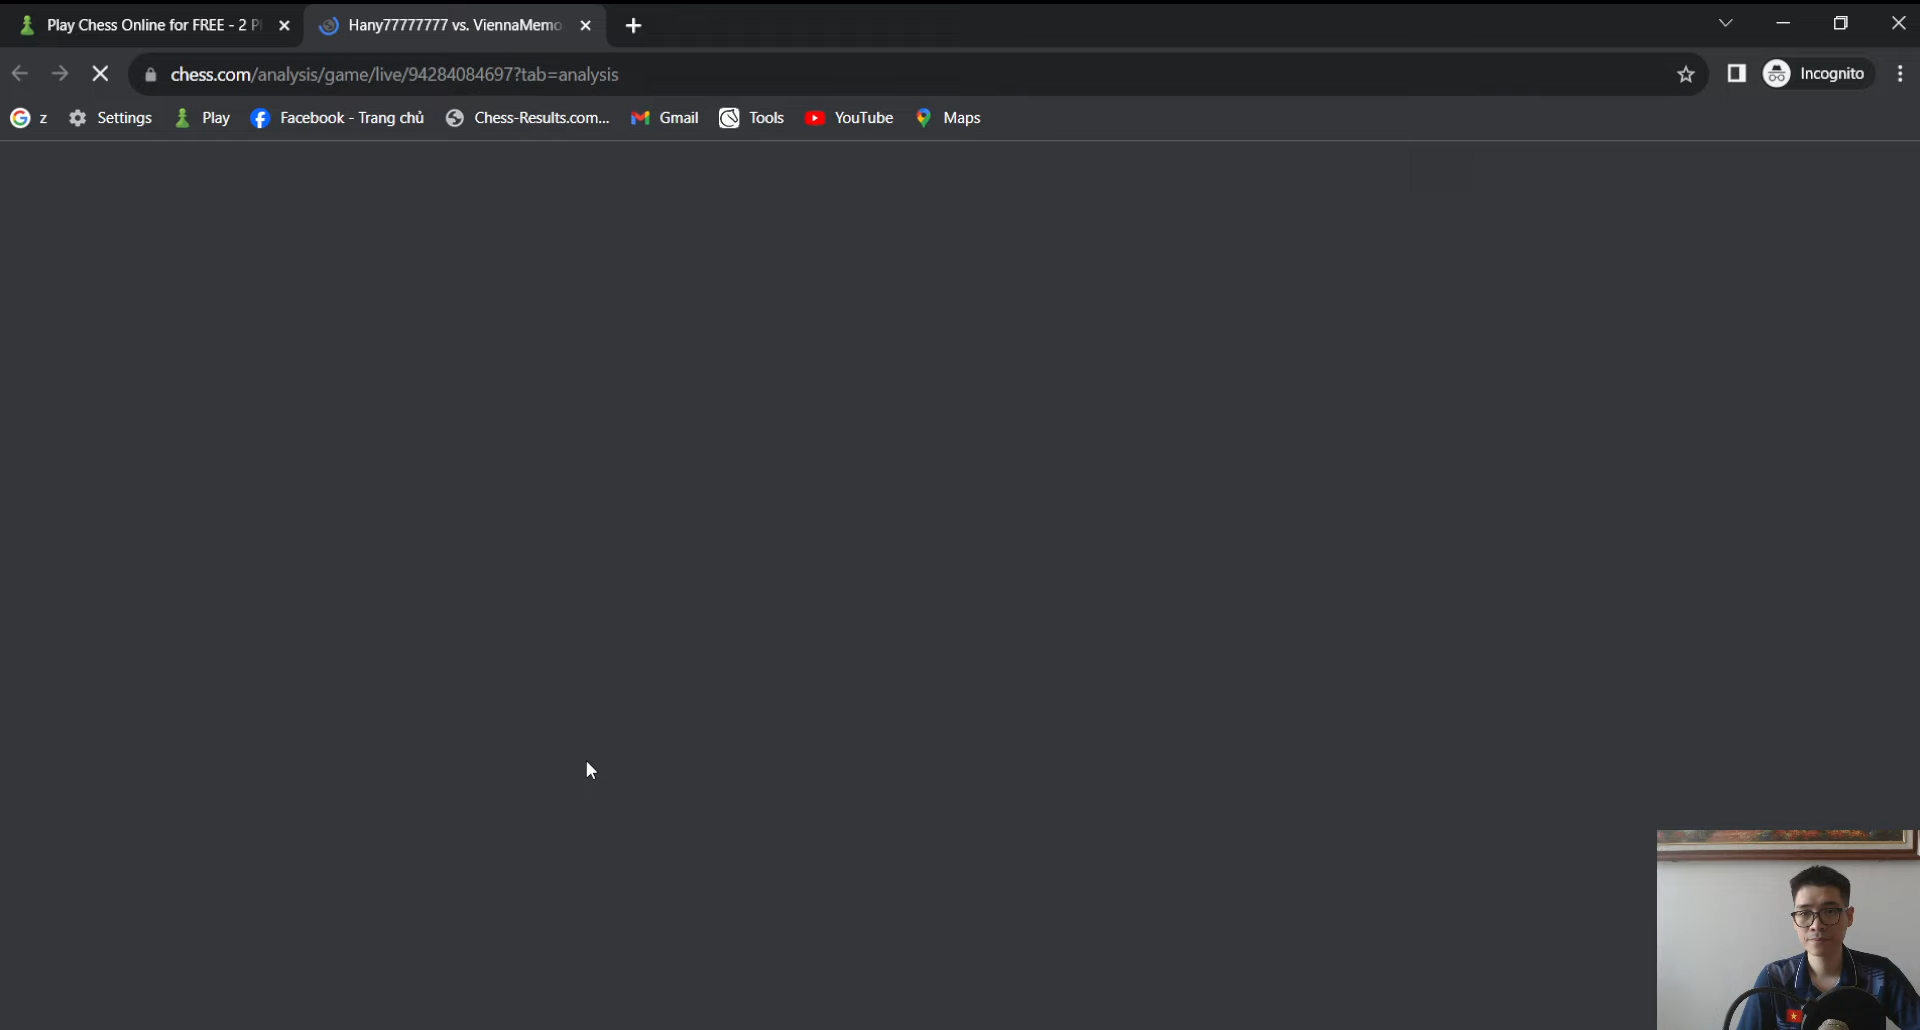 Play Chess Online for FREE - 2 P
Hany77777777 vs. ViennaMemo
chess.com/analysis/game/live/94284084697?tab=analysis
Incognito
z Settings Play Facebook - Trang chủ Chess-Results.com... Gmail Tools YouTube Maps